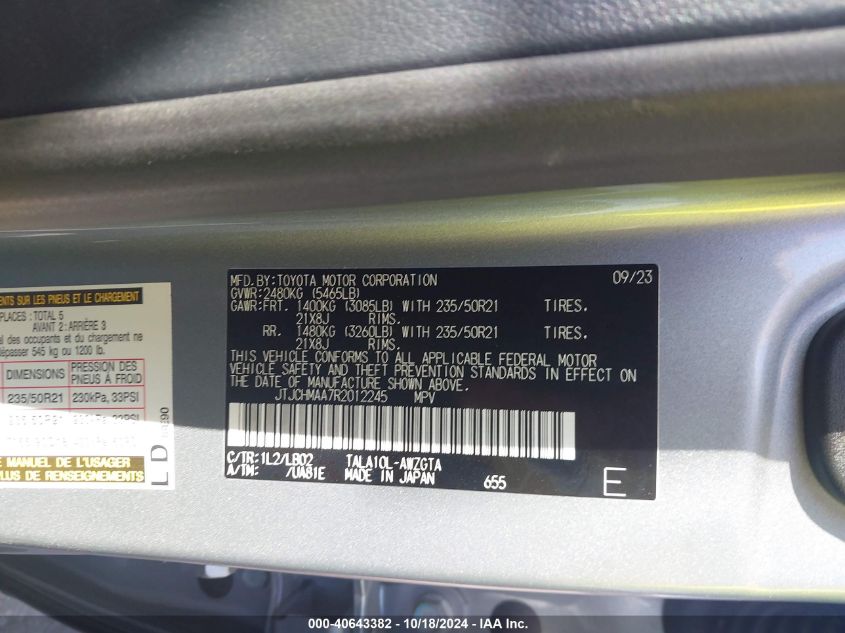 ENTS SUR LES PNEUS ET LE CHARGEMENT
PLACES : TOTAL 5
AVANT 2 : ARRIÈRE 3
al des occupants et du chargement ne
dépasser 545 kg ou 1200 lb.
DIMENSIONS PRESSION DES PNEUS À FROID
235/50R21 230kPa, 33PSI
E MANUEL DE L'USAGER
PLUS DE RENSEIGNEMENTS
LD
MFD.BY:TOYOTA MOTOR CORPORATION 09/23
GVWR:2480KG (5465LB)
GAWR:FRT. 1400KG (3085LB) WITH 235/50R21 TIRES.
21X8J RIMS.
RR. 1480KG (3260LB) WITH 235/50R21 TIRES.
21X8J RIMS.
THIS VEHICLE CONFORMS TO ALL APPLICABLE FEDERAL MOTOR
VEHICLE SAFETY AND THEFT PREVENTION STANDARDS IN EFFECT ON
THE DATE OF MANUFACTURE SHOWN ABOVE.
JTJCHMAA7R2012245 MPV
C/TR:1L2/LB02 TALA10L-AWZGTA
A/TM: /UA81E MADE IN JAPAN 655 E
000-40643382 - 10/18/2024 - IAA Inc.